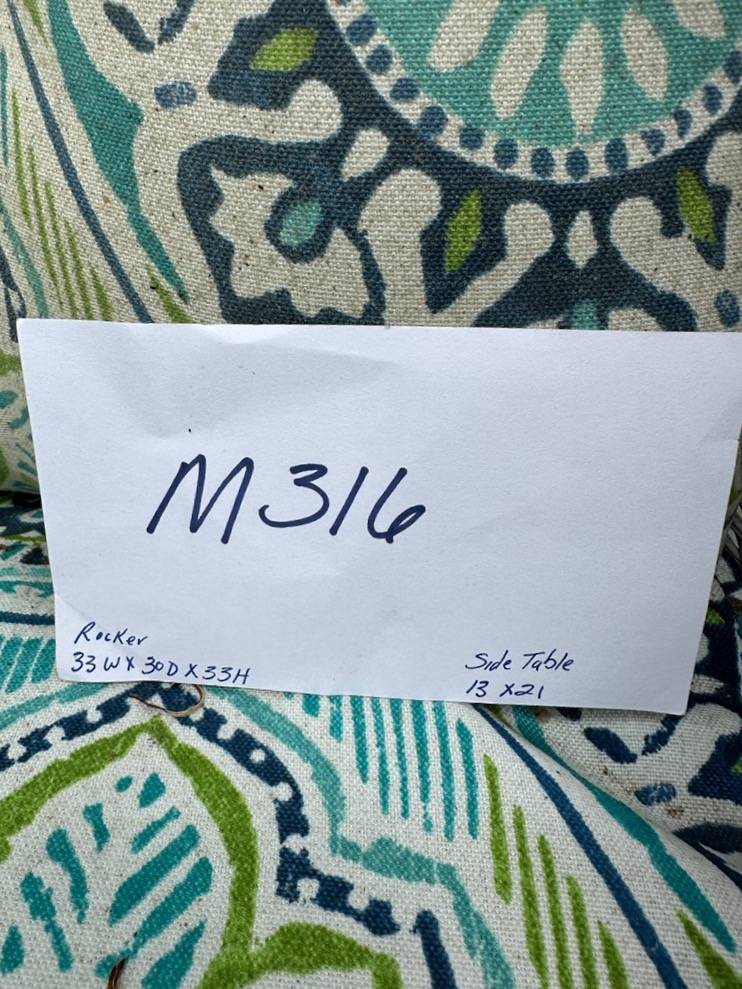 M316
Rocker
33 W X 30 D X 33 H
Side Table
13 X 21